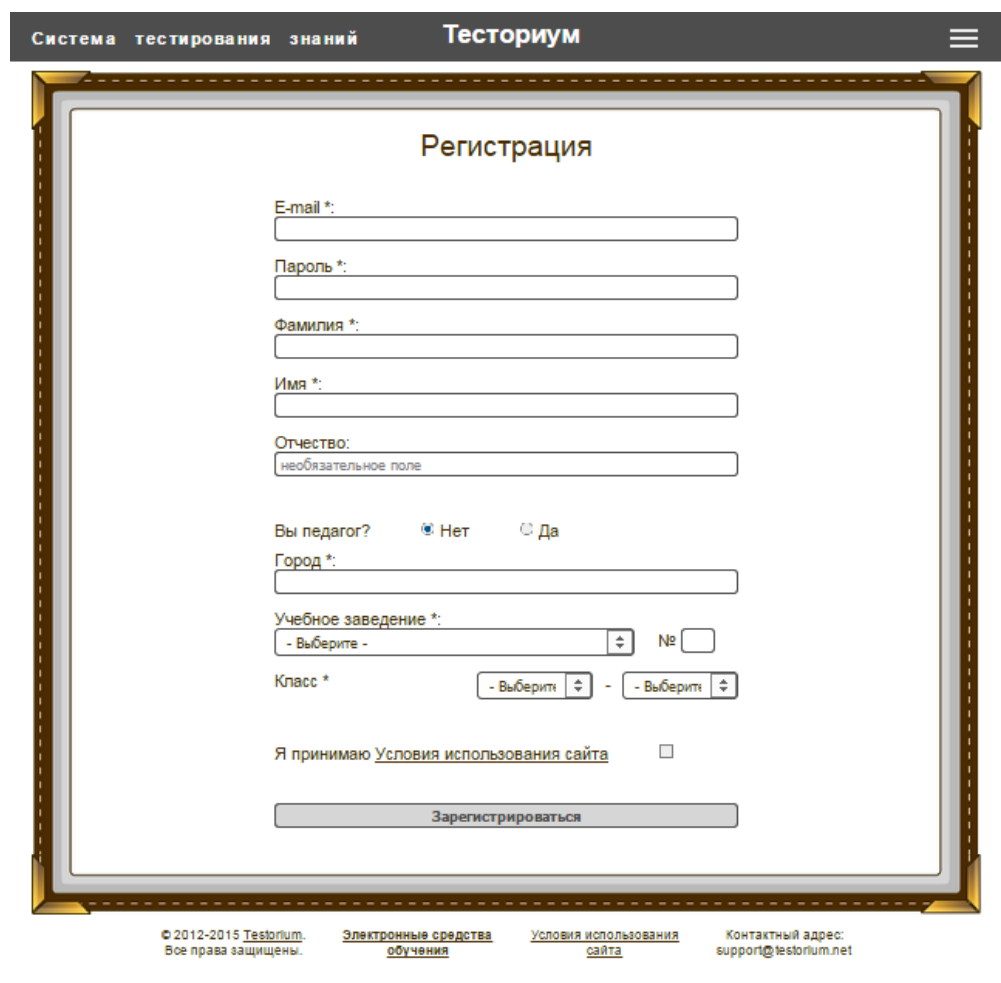 Система тестирования знаний Тесториум
Регистрация
E-mail *:
Пароль *:
Фамилия *:
Имя *:
Отчество:
необязательное поле
Вы педагог? Нет Да
Город *:
Учебное заведение *:
- Выберите - №
Класс * - Выберите - - Выберите
Я принимаю Условия использования сайта
Зарегистрироваться
© 2012-2015 Testorium. Электронные средства Условия использования Контактный адрес:
Все права защищены. обучения сайта support@testorium.net